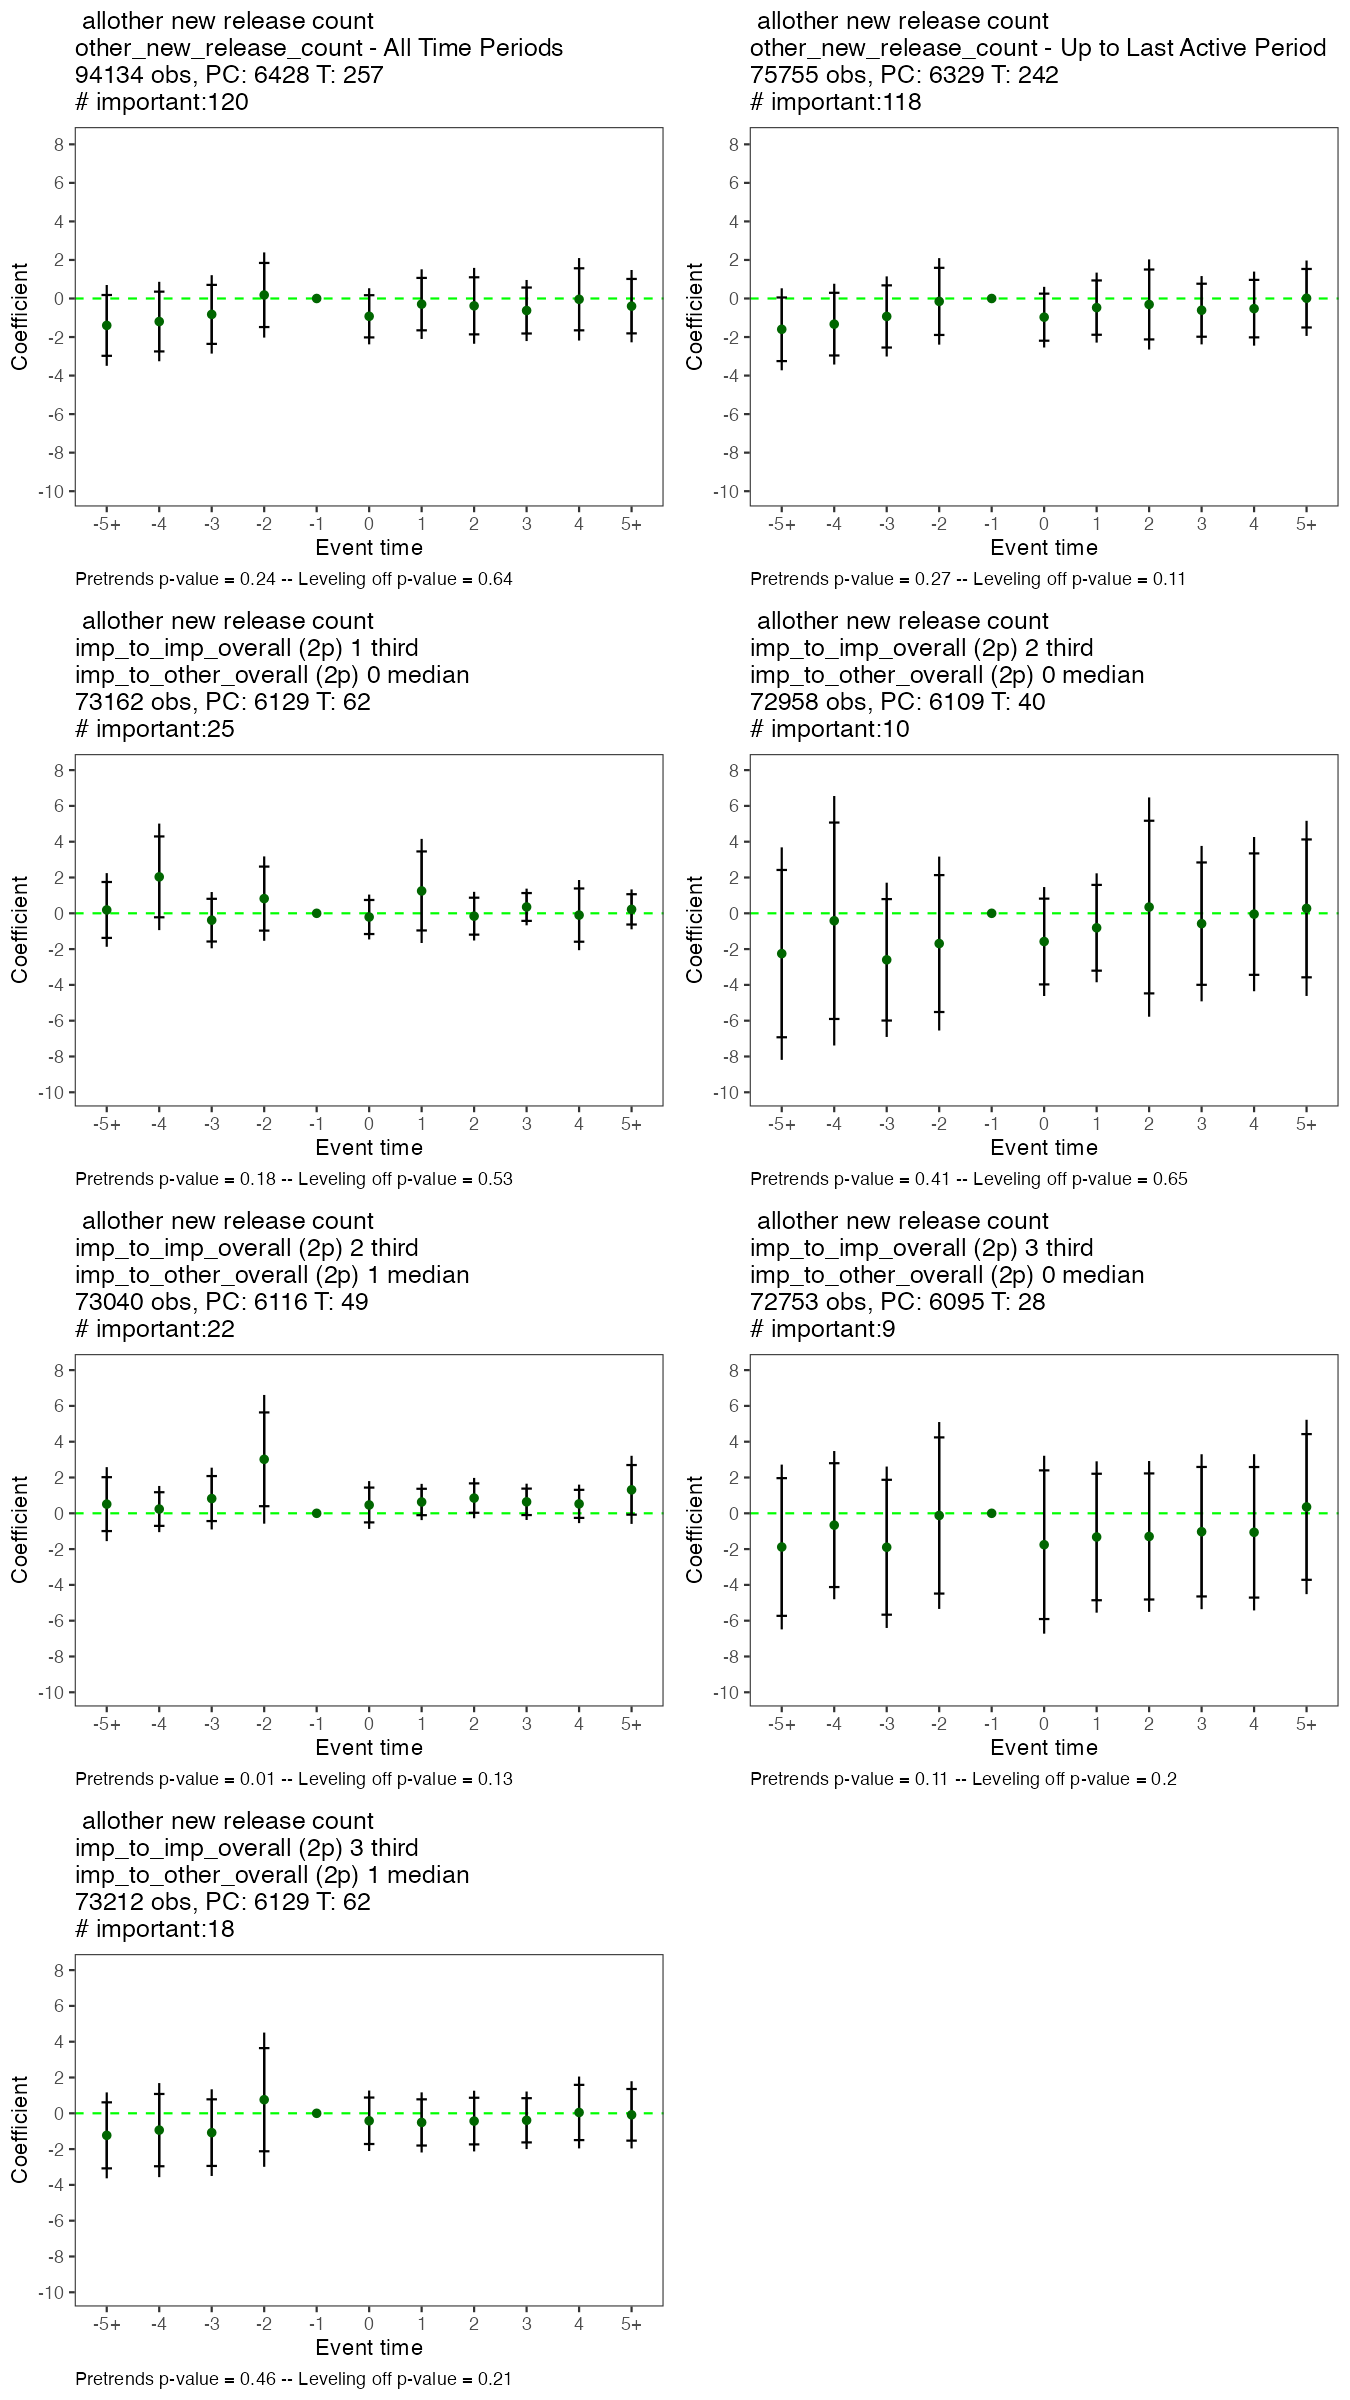 allother new release count
other_new_release_count - All Time Periods
94134 obs, PC: 6428 T: 257
# important:120
8
6
4
2
0
-2
-4
-6
-8
-10
Coefficient
-5+ -4 -3 -2 -1 0 1 2 3 4 5+
Event time
Pretrends p-value = 0.24 -- Leveling off p-value = 0.64
allother new release count
other_new_release_count - Up to Last Active Period
75755 obs, PC: 6329 T: 242
# important:118
8
6
4
2
0
-2
-4
-6
-8
-10
Coefficient
-5+ -4 -3 -2 -1 0 1 2 3 4 5+
Event time
Pretrends p-value = 0.27 -- Leveling off p-value = 0.11
allother new release count
imp_to_imp_overall (2p) 1 third
imp_to_other_overall (2p) 0 median
73162 obs, PC: 6129 T: 62
# important:25
8
6
4
2
0
-2
-4
-6
-8
-10
Coefficient
-5+ -4 -3 -2 -1 0 1 2 3 4 5+
Event time
Pretrends p-value = 0.18 -- Leveling off p-value = 0.53
allother new release count
imp_to_imp_overall (2p) 2 third
imp_to_other_overall (2p) 0 median
72958 obs, PC: 6109 T: 40
# important:10
8
6
4
2
0
-2
-4
-6
-8
-10
Coefficient
-5+ -4 -3 -2 -1 0 1 2 3 4 5+
Event time
Pretrends p-value = 0.41 -- Leveling off p-value = 0.65
allother new release count
imp_to_imp_overall (2p) 2 third
imp_to_other_overall (2p) 1 median
73040 obs, PC: 6116 T: 49
# important:22
8
6
4
2
0
-2
-4
-6
-8
-10
Coefficient
-5+ -4 -3 -2 -1 0 1 2 3 4 5+
Event time
Pretrends p-value = 0.01 -- Leveling off p-value = 0.13
allother new release count
imp_to_imp_overall (2p) 3 third
imp_to_other_overall (2p) 0 median
72753 obs, PC: 6095 T: 28
# important:9
8
6
4
2
0
-2
-4
-6
-8
-10
Coefficient
-5+ -4 -3 -2 -1 0 1 2 3 4 5+
Event time
Pretrends p-value = 0.11 -- Leveling off p-value = 0.2
allother new release count
imp_to_imp_overall (2p) 3 third
imp_to_other_overall (2p) 1 median
73212 obs, PC: 6129 T: 62
# important:18
8
6
4
2
0
-2
-4
-6
-8
-10
Coefficient
-5+ -4 -3 -2 -1 0 1 2 3 4 5+
Event time
Pretrends p-value = 0.46 -- Leveling off p-value = 0.21